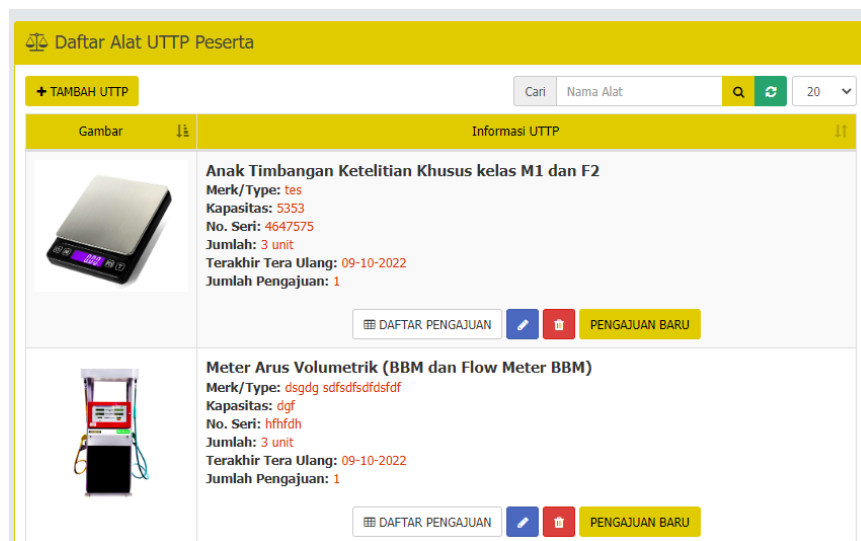 Daftar Alat UTTP Peserta
+ TAMBAH UTTP
Cari Nama Alat 20
Gambar Informasi UTTP
Anak Timbangan Ketelitian Khusus kelas M1 dan F2
Merk/Type: tes
Kapasitas: 5353
No. Seri: 4647575
Jumlah: 3 unit
Terakhir Tera Ulang: 09-10-2022
Jumlah Pengajuan: 1
0.00
DAFTAR PENGAJUAN PENGAJUAN BARU
Meter Arus Volumetrik (BBM dan Flow Meter BBM)
Merk/Type: dsgdg sdfsdfsdfdsfdf
Kapasitas: dgf
No. Seri: hfhfdh
Jumlah: 3 unit
Terakhir Tera Ulang: 09-10-2022
Jumlah Pengajuan: 1
DAFTAR PENGAJUAN PENGAJUAN BARU